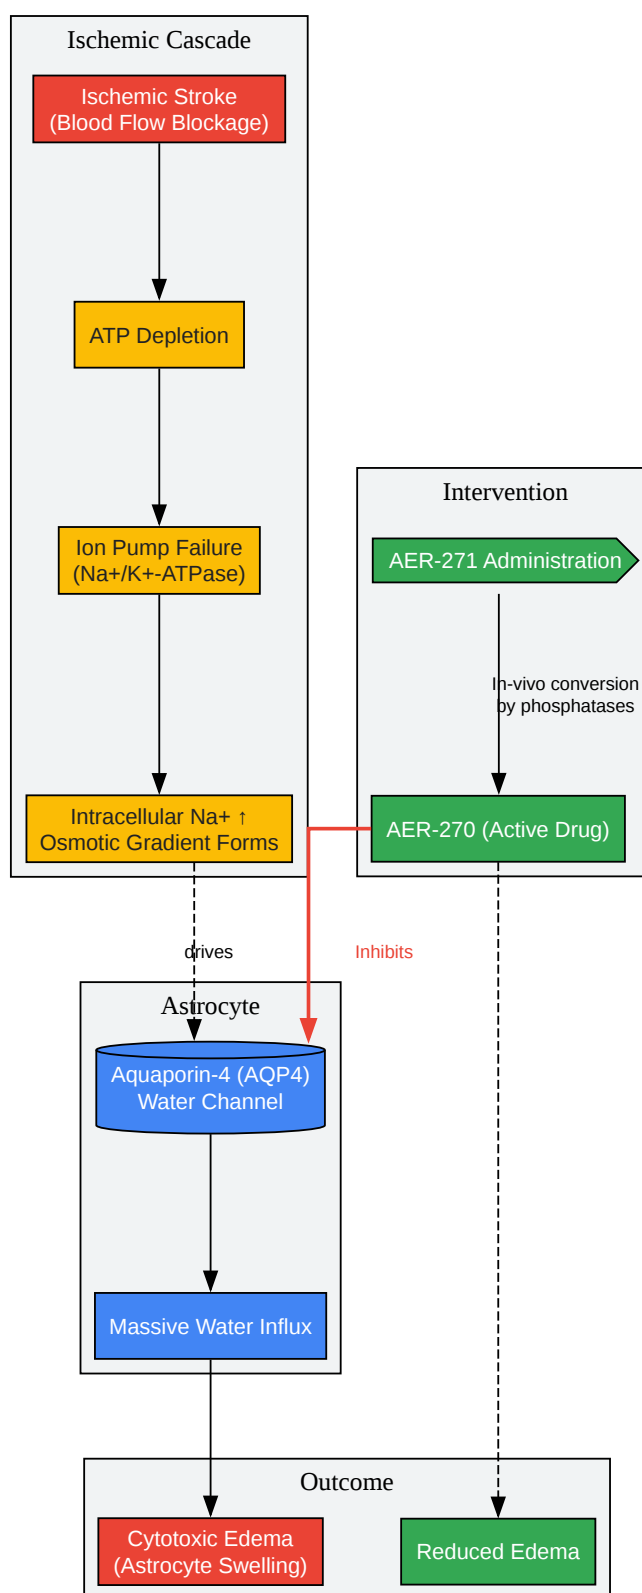 Ischemic Cascade
Ischemic Stroke
(Blood Flow Blockage)
ATP Depletion
Ion Pump Failure
(Na+/K+-ATPase)
Intracellular Na+ ↑
Osmotic Gradient Forms
Intervention
AER-271 Administration
In-vivo conversion
by phosphatases
AER-270 (Active Drug)
drives
Inhibits
Astrocyte
Aquaporin-4 (AQP4)
Water Channel
Massive Water Influx
Outcome
Cytotoxic Edema
(Astrocyte Swelling)
Reduced Edema